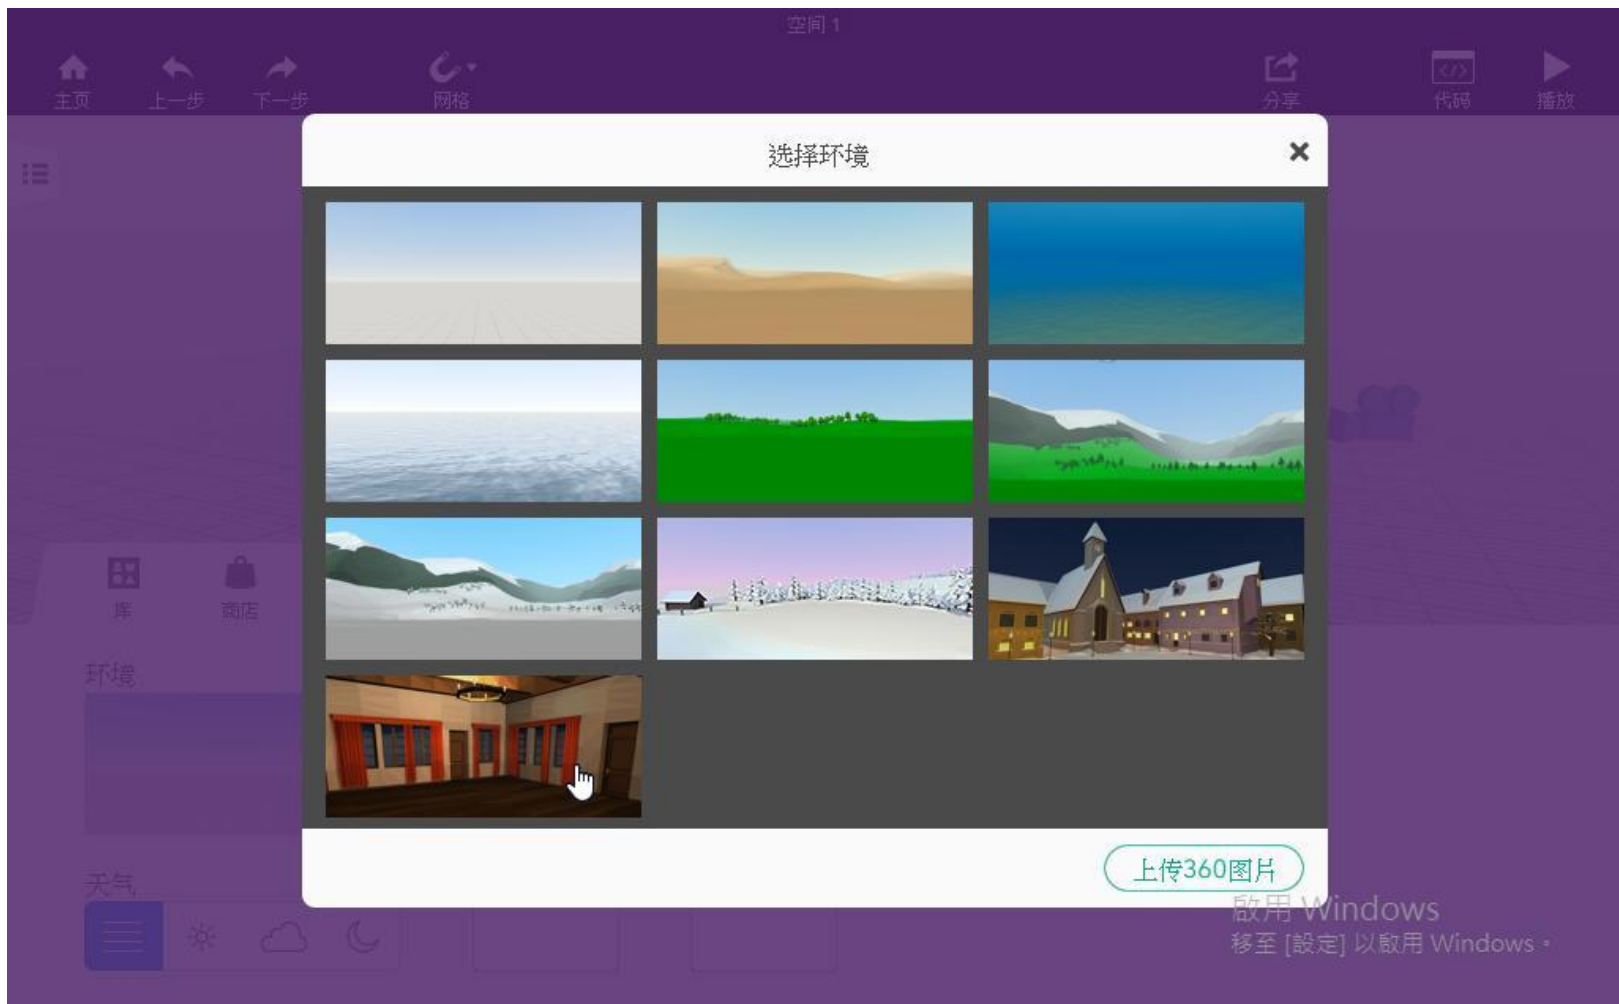 空间 1
主页
上一步
下一步
网格
分享
代码
播放
选择环境
库
商店
环境
天气
上传360图片
啟用 Windows
移至 [設定] 以啟用 Windows。